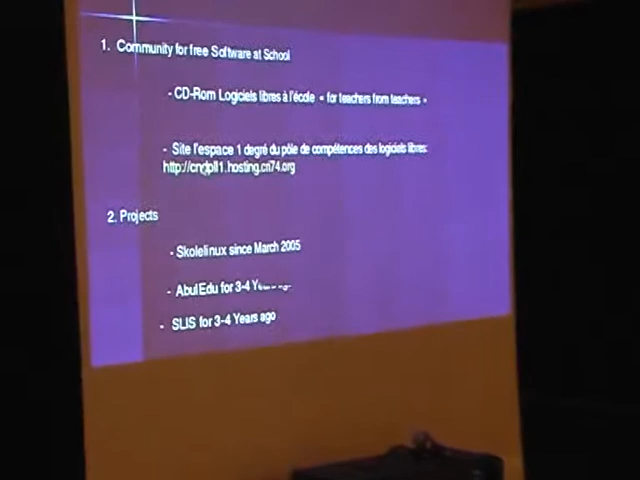 1. Community for free Software at School
- CD-Rom Logiciels libres à l'école « for teachers from teachers »
- Site l'espace 1 degré du pôle de compétences des logiciels libres:
http://cndpll1.hosting.cri74.org
2. Projects
- Skolelinux since March 2005
- AbulEdu for 3-4
- SLIS for 3-4 Years ago